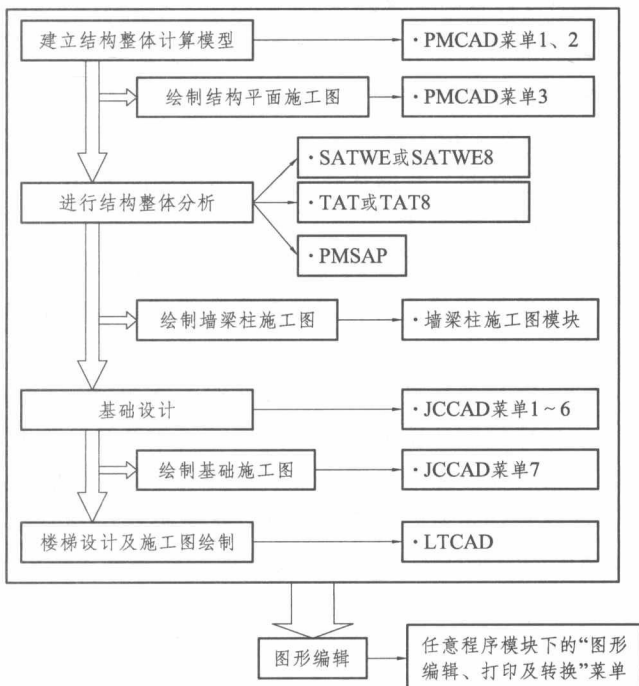 建立结构整体计算模型
·PMCAD菜单1、2
绘制结构平面施工图
·PMCAD菜单3
·SATWE或SATWE8
进行结构整体分析
·TAT或TAT8
·PMSAP
绘制墙梁柱施工图
·墙梁柱施工图模块
基础设计
·JCCAD菜单1~6
绘制基础施工图
·JCCAD菜单7
楼梯设计及施工图绘制
·LTCAD
图形编辑
任意程序模块下的“图形
编辑、打印及转换”菜单